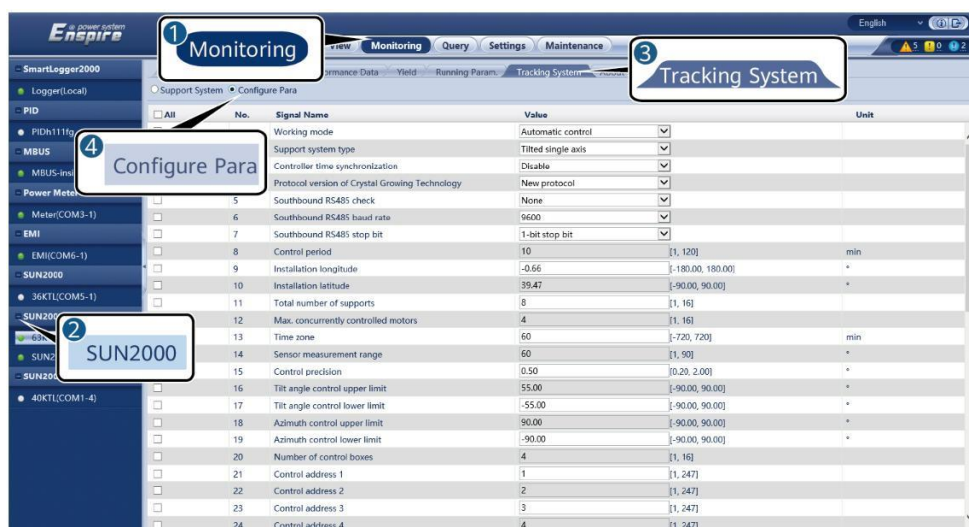 Enspire
e power system
English
1
Monitoring
View
Monitoring
Query
Settings
Maintenance
5
0
2
3
Tracking System
SmartLogger2000
Logger(Local)
PID
PIDh111fg
MBUS
MBUS-insi
Power Mete
Meter(COM3-1)
EMI
EMI(COM6-1)
SUN2000
36KTL(COM5-1)
SUN200
SUN2
SUN200
40KTL(COM1-4)
2
SUN2000
4
Configure Para
ormance Data
Yield
Running Param.
Tracking System
About
Support System
Configure Para
All No. Signal Name Value Unit
Working mode Automatic control
Support system type Tilted single axis
Controller time synchronization Disable
Protocol version of Crystal Growing Technology New protocol
5 Southbound RS485 check None
6 Southbound RS485 baud rate 9600
7 Southbound RS485 stop bit 1-bit stop bit
8 Control period 10 [1, 120] min
9 Installation longitude -0.66 [-180.00, 180.00] °
10 Installation latitude 39.47 [-90.00, 90.00] °
11 Total number of supports 8 [1, 16]
12 Max. concurrently controlled motors 4 [1, 16]
13 Time zone 60 [-720, 720] min
14 Sensor measurement range 60 [1, 90] °
15 Control precision 0.50 [0.20, 2.00] °
16 Tilt angle control upper limit 55.00 [-90.00, 90.00] °
17 Tilt angle control lower limit -55.00 [-90.00, 90.00] °
18 Azimuth control upper limit 90.00 [-90.00, 90.00] °
19 Azimuth control lower limit -90.00 [-90.00, 90.00] °
20 Number of control boxes 4 [1, 16]
21 Control address 1 1 [1, 247]
22 Control address 2 2 [1, 247]
23 Control address 3 3 [1, 247]
24 Control address 4 4 [1, 247]